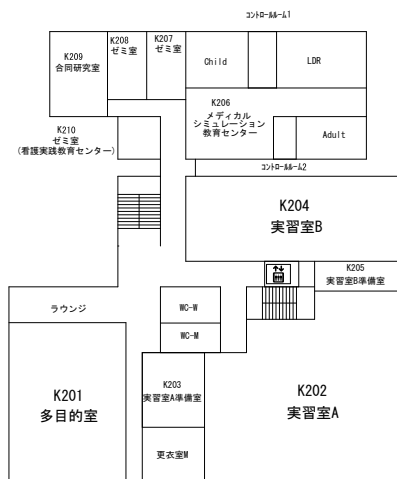 コントロールルーム1
K207
ゼミ室
K208
ゼミ室
K209
合同研究室
Child
LDR
K206
メディカル
シミュレーション
教育センター
Adult
K210
ゼミ室
(看護実践教育センター)
コントロールルーム2
K204
実習室B
K205
実習室B準備室
ラウンジ
WC-W
WC-M
K203
実習室A準備室
K201
多目的室
K202
実習室A
更衣室M